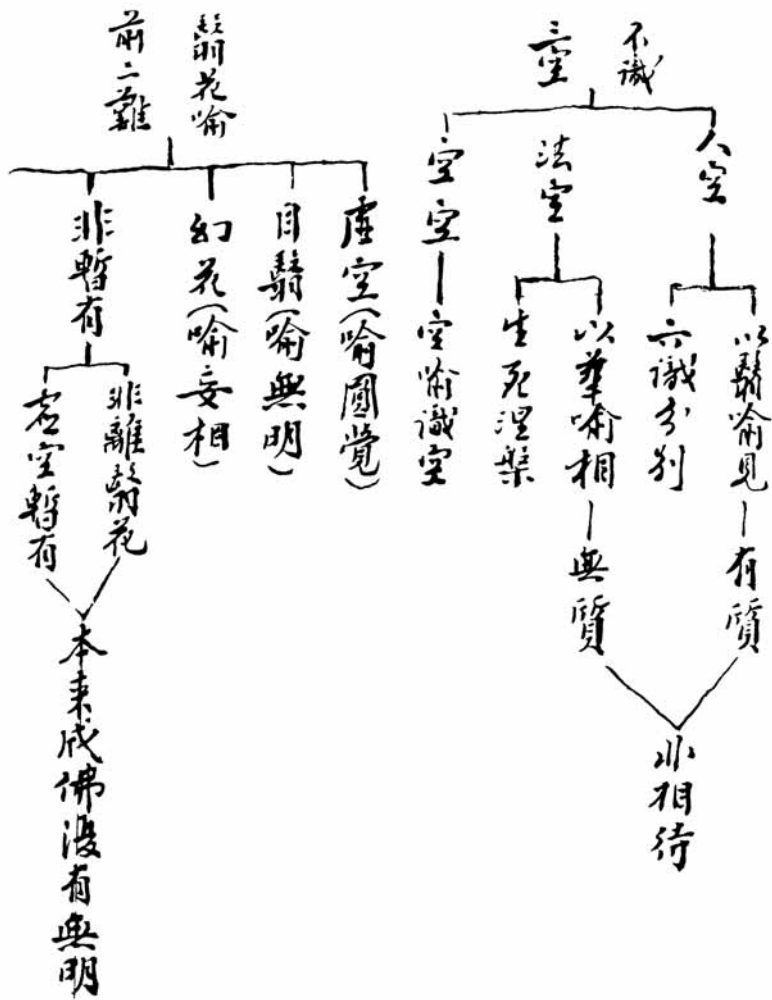 不識
三空
人空
以翳喻見
有質
六識分別
法空
以華喻相
無質
生死涅槃
非相待
空空
空喻識空
翳花喻
前二難
虛空(喻圓覺)
目翳(喻無明)
幻花(喻妄相)
非暫有
非離翳花
虛空暫有
本來成佛沒有無明